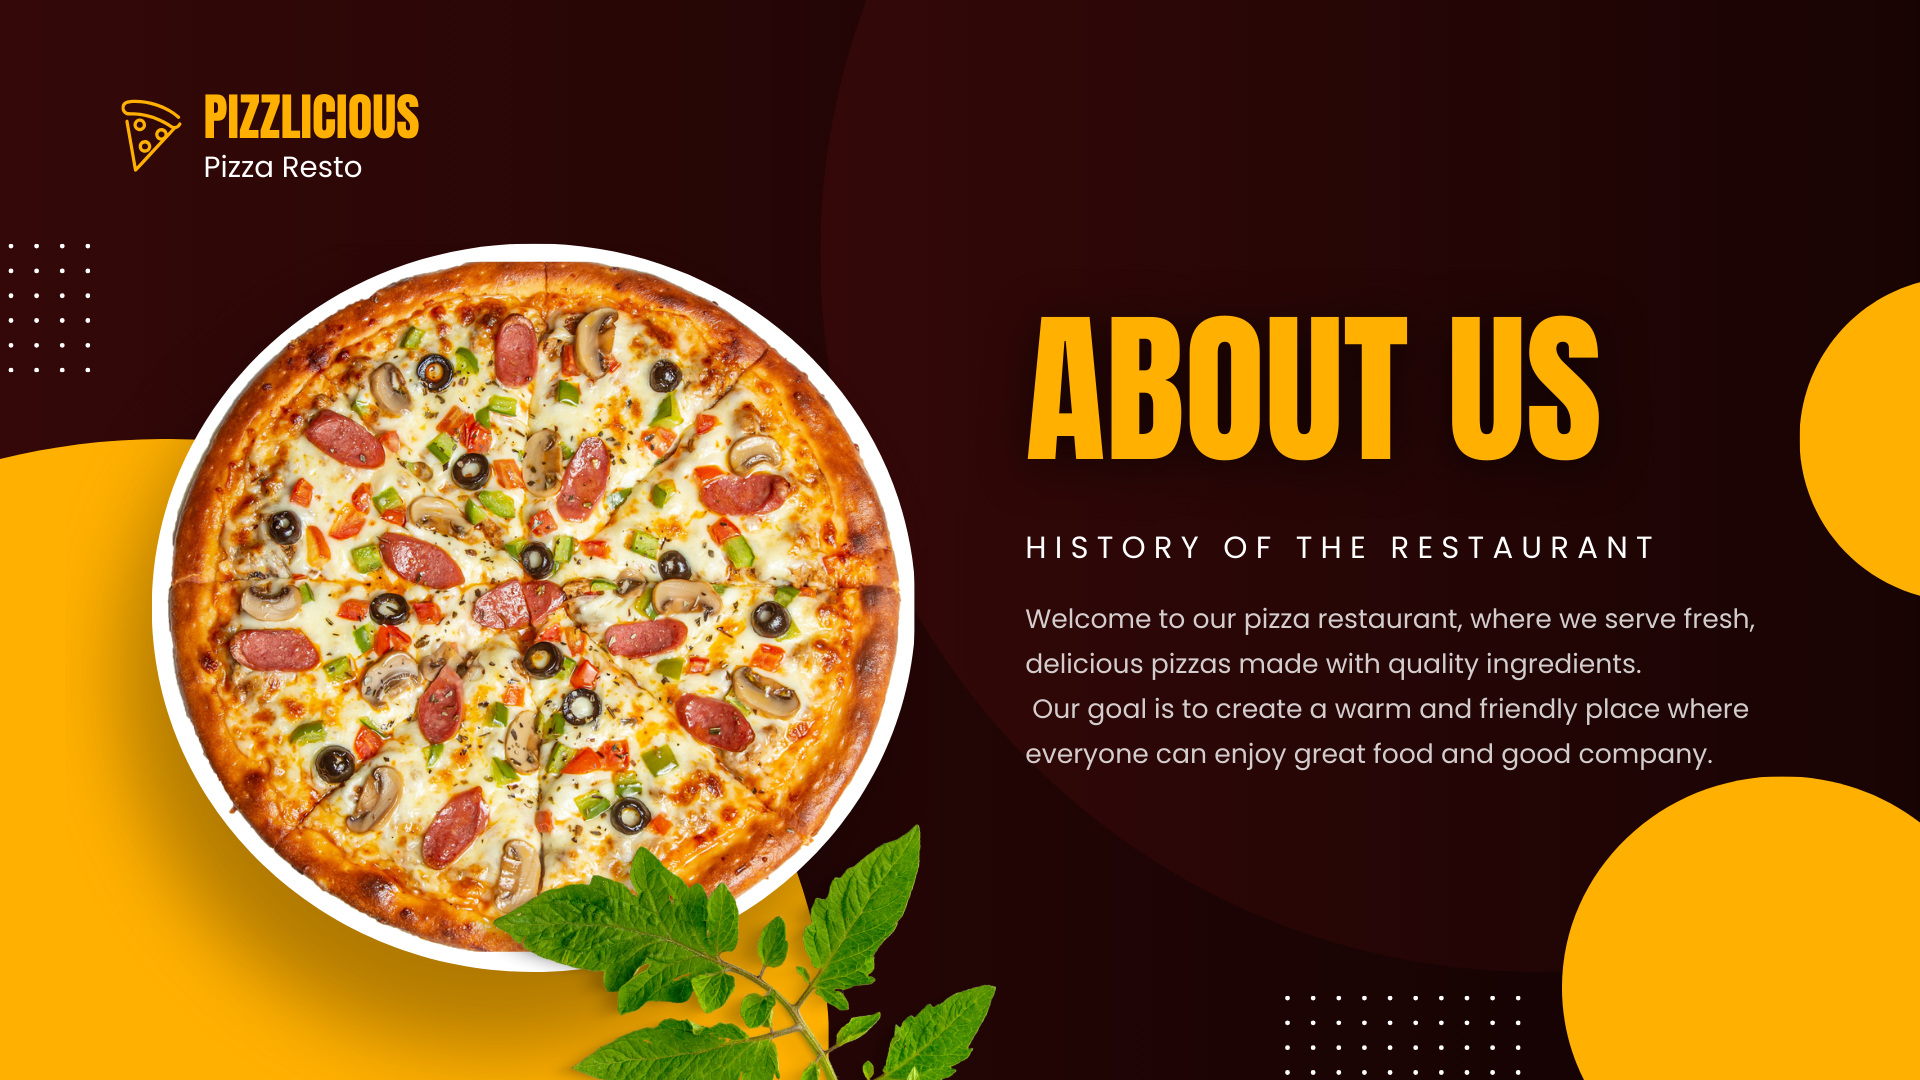 PIZZLICIOUS
Pizza Resto
ABOUT US
HISTORY OF THE RESTAURANT
Welcome to our pizza restaurant, where we serve fresh,
delicious pizzas made with quality ingredients.
Our goal is to create a warm and friendly place where
everyone can enjoy great food and good company.